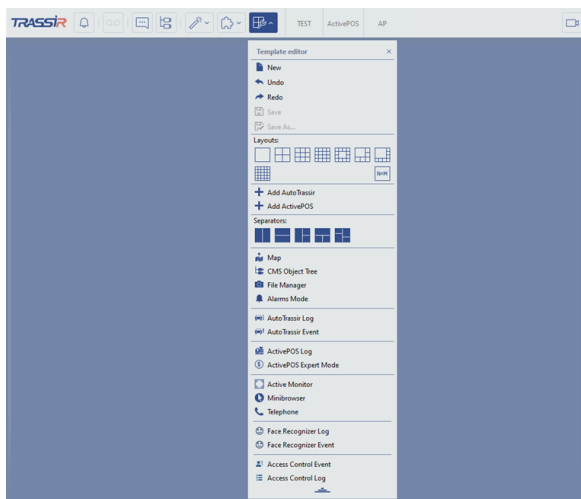 TRASSIR
TEST
ActivePOS
AP
Template editor
New
Undo
Redo
Save
Save As...
Layouts:
N×M
Add AutoTrassir
Add ActivePOS
Separators:
Map
CMS Object Tree
File Manager
Alarms Mode
AutoTrassir Log
AutoTrassir Event
ActivePOS Log
ActivePOS Expert Mode
Active Monitor
Minibrowser
Telephone
Face Recognizer Log
Face Recognizer Event
Access Control Event
Access Control Log